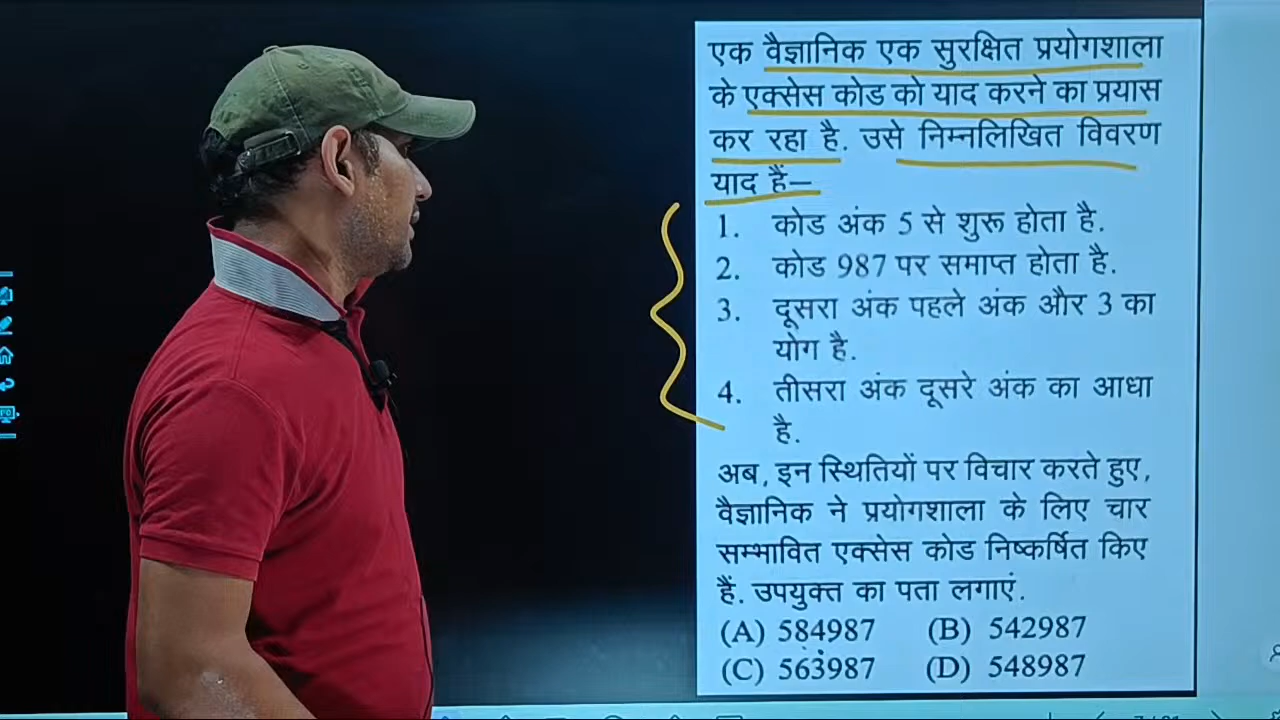 एक वैज्ञानिक एक सुरक्षित प्रयोगशाला
के एक्सेस कोड को याद करने का प्रयास
कर रहा है. उसे निम्नलिखित विवरण
याद हैं–
1. कोड अंक 5 से शुरू होता है.
2. कोड 987 पर समाप्त होता है.
3. दूसरा अंक पहले अंक और 3 का
योग है.
4. तीसरा अंक दूसरे अंक का आधा
है.
अब, इन स्थितियों पर विचार करते हुए,
वैज्ञानिक ने प्रयोगशाला के लिए चार
सम्भावित एक्सेस कोड निष्कर्षित किए
हैं. उपयुक्त का पता लगाएं.
(A) 584987 (B) 542987
(C) 563987 (D) 548987